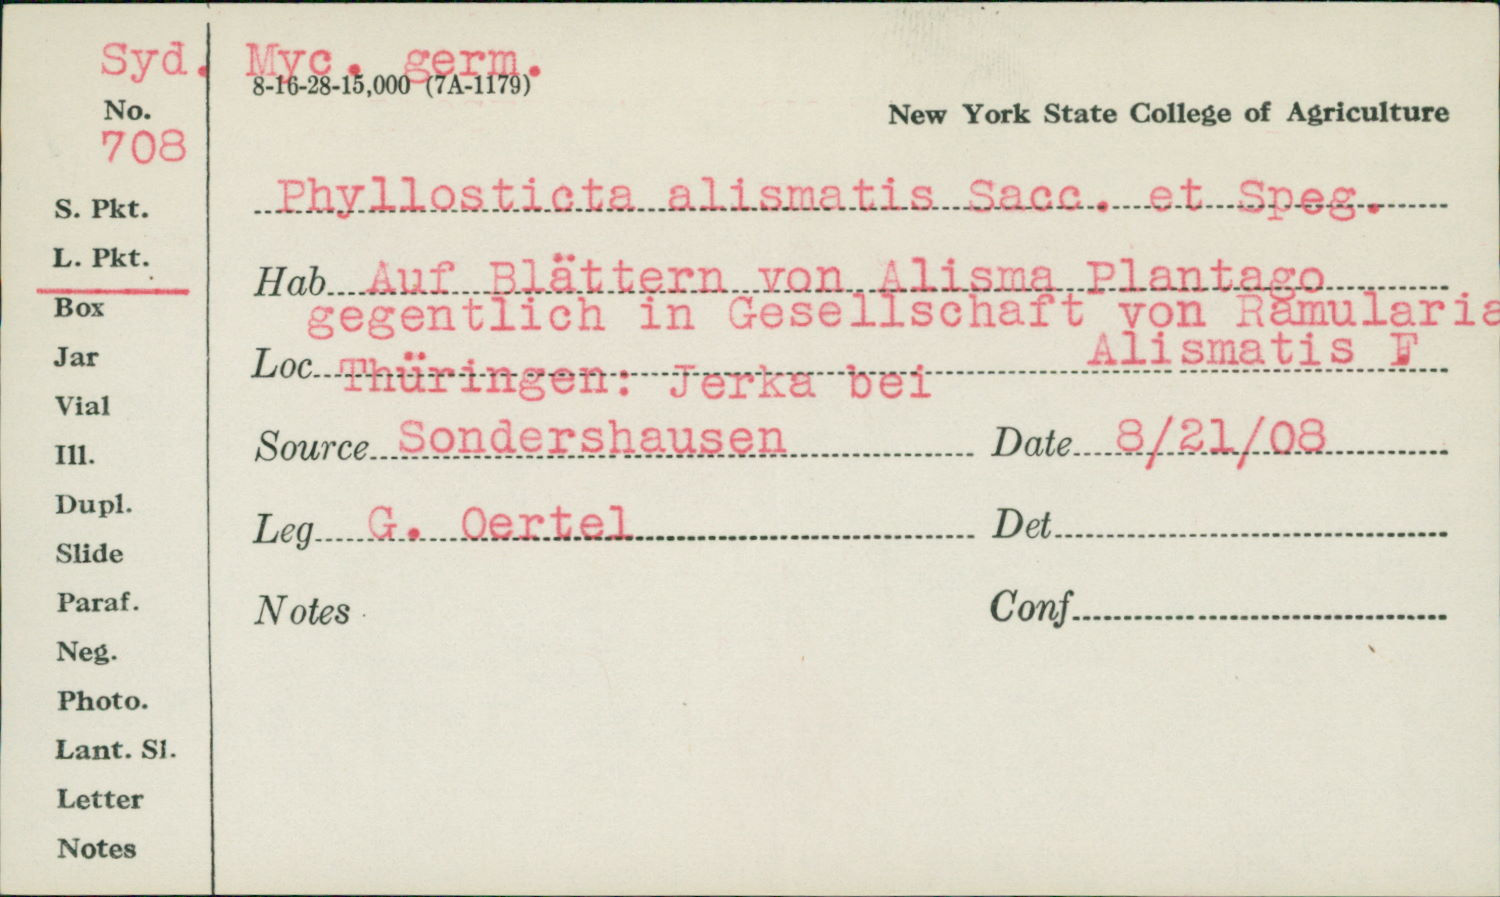 Syd. Myc. germ.
8-16-28-15,000 (7A-1179)
No.
New York State College of Agriculture
708
Phyllosticta alismatis Sacc. et Speg.
S. Pkt.
L. Pkt.
Hab Auf Blättern von Alisma Plantago
Box
gegentlich in Gesellschaft von Ramularia
Alismatis F
Jar
Loc Thüringen: Jerka bei
Vial
Source Sondershausen Date 8/21/08
Ill.
Dupl.
Leg G. Oertel Det
Slide
Paraf.
Notes Conf
Neg.
Photo.
Lant. Sl.
Letter
Notes